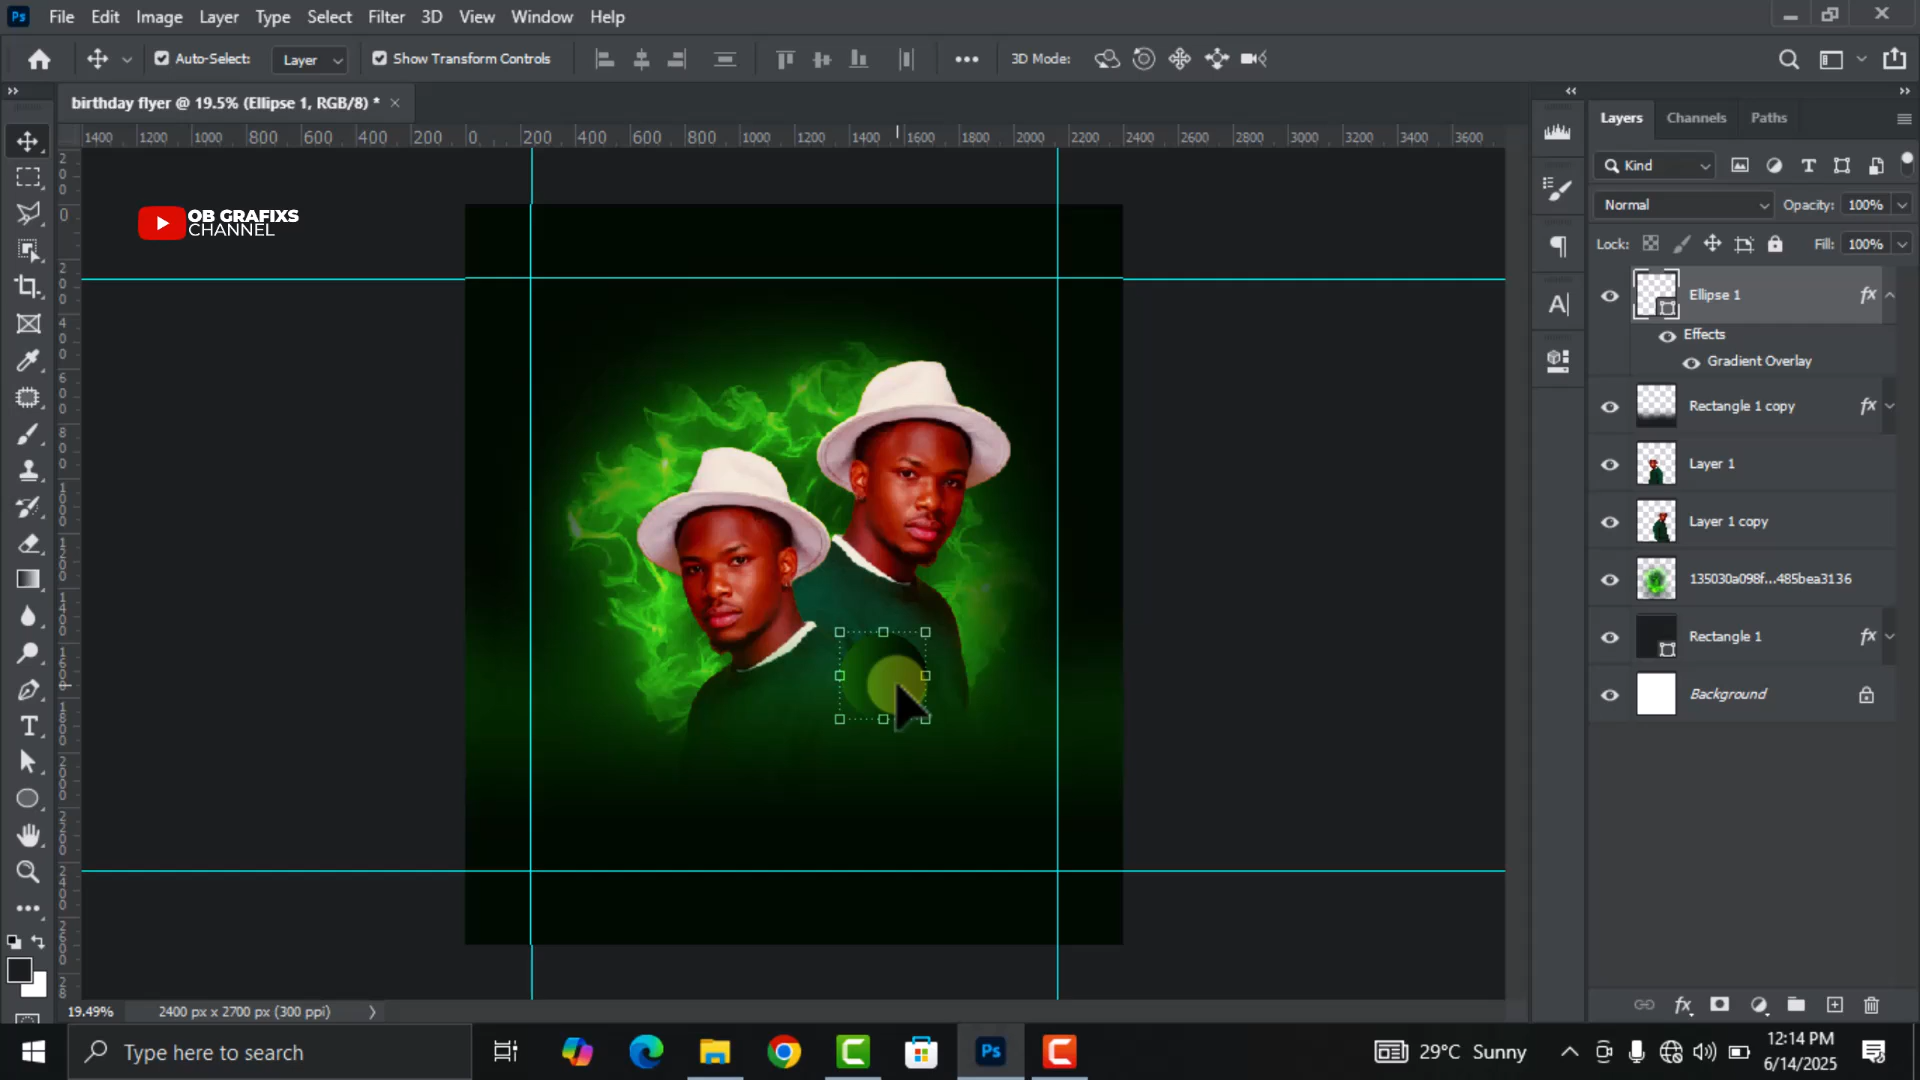 File Edit Image Layer Type Select Filter 3D View Window Help
Auto-Select: Layer Show Transform Controls 3D Mode:
birthday flyer @ 19.5% (Ellipse 1, RGB/8) *
1400 1200 1000 800 600 400 200 0 200 400 600 800 1000 1200 1400 1600 1800 2000 2200 2400 2600 2800 3000 3200 3400 3600
OB GRAFIXS
CHANNEL
Layers Channels Paths
Kind
Normal Opacity: 100%
Lock: Fill: 100%
Ellipse 1 fx
Effects
Gradient Overlay
Rectangle 1 copy fx
Layer 1
Layer 1 copy
135030a098f...485bea3136
Rectangle 1 fx
Background
19.49% 2400 px x 2700 px (300 ppi)
Type here to search
29°C Sunny
12:14 PM
6/14/2025